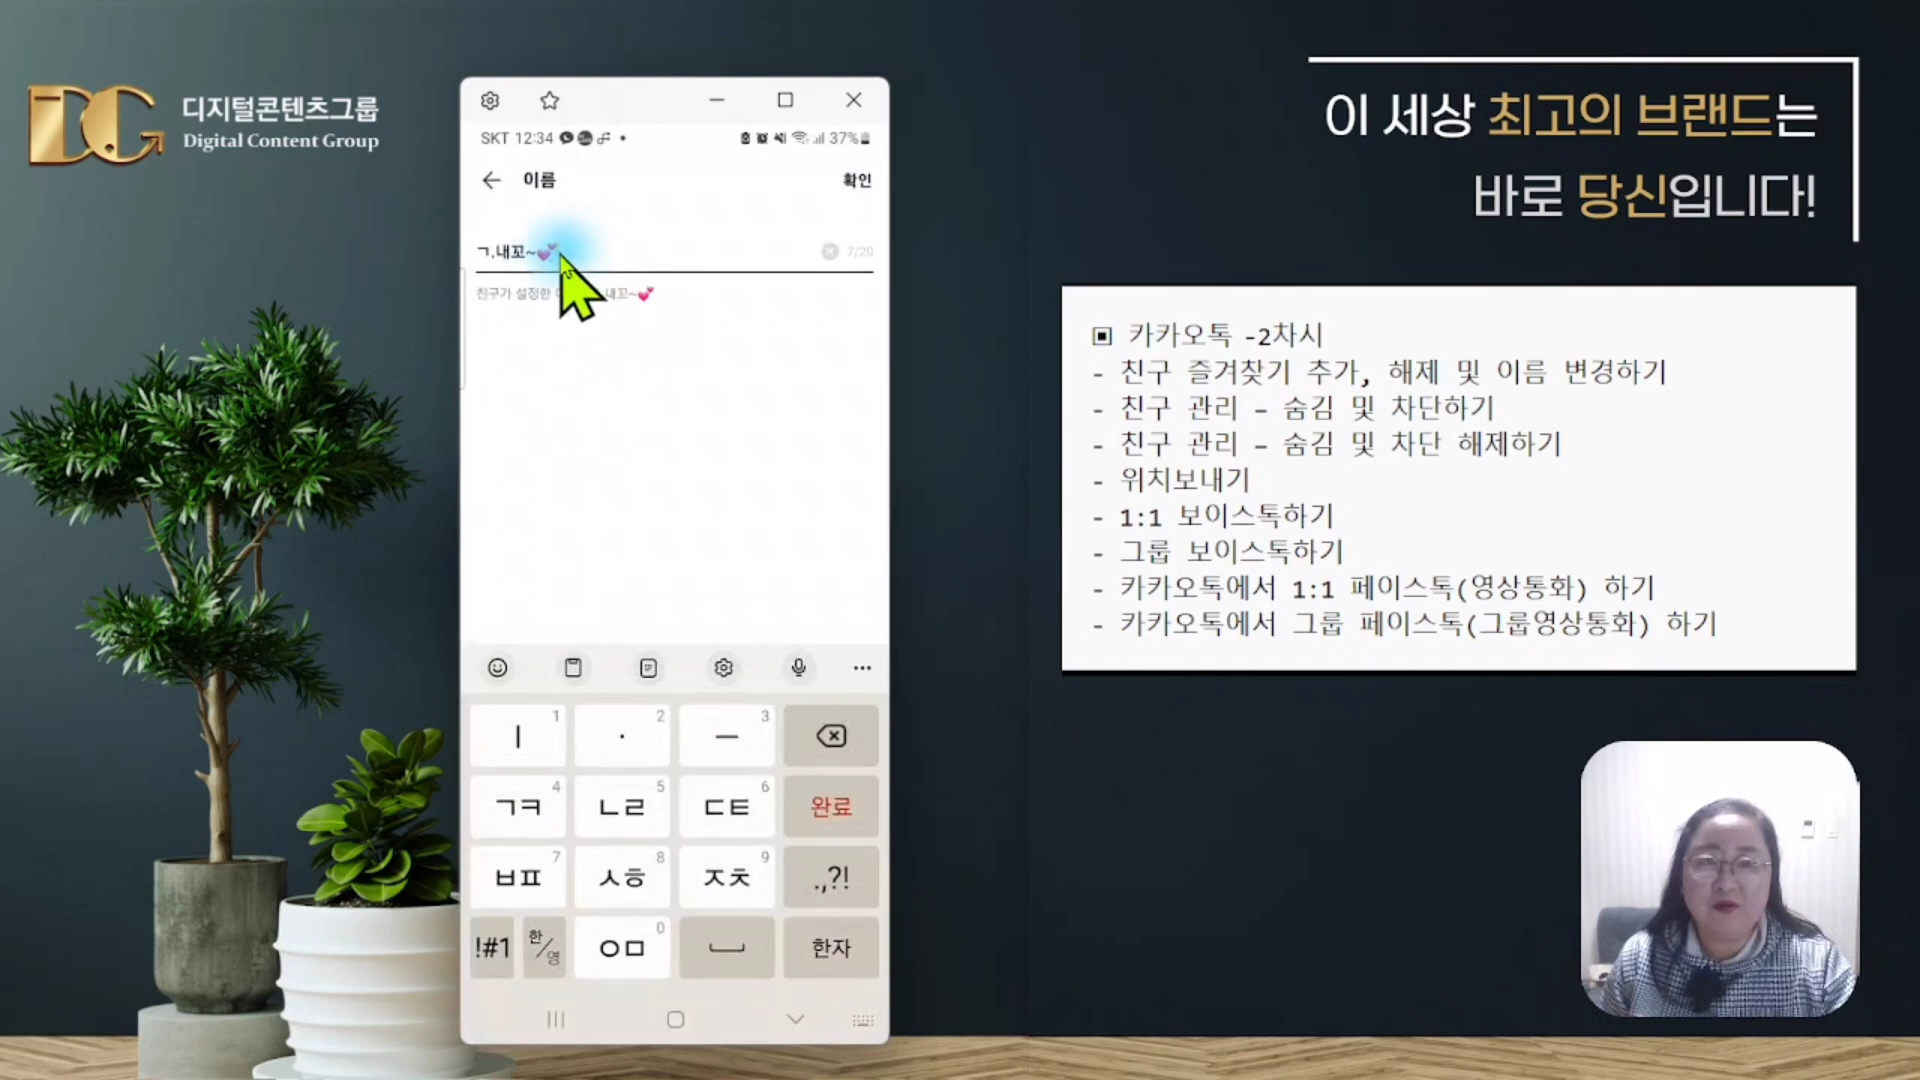 디지털콘텐츠그룹
Digital Content Group
이 세상 최고의 브랜드는
바로 당신입니다!
SKT 12:34
37%
이름
확인
ㄱ.내꼬~💕
7/20
친구가 설정한
내꼬~💕
▣ 카카오톡 -2차시
- 친구 즐겨찾기 추가, 해제 및 이름 변경하기
- 친구 관리 – 숨김 및 차단하기
- 친구 관리 – 숨김 및 차단 해제하기
- 위치보내기
- 1:1 보이스톡하기
- 그룹 보이스톡하기
- 카카오톡에서 1:1 페이스톡(영상통화) 하기
- 카카오톡에서 그룹 페이스톡(그룹영상통화) 하기
ㅣ 1 · 2 ㅡ 3
ㄱㅋ 4 ㄴㄹ 5 ㄷㅌ 6 완료
ㅂㅍ 7 ㅅㅎ 8 ㅈㅊ 9 .,?!
!#1 한/영 ㅇㅁ 0 한자